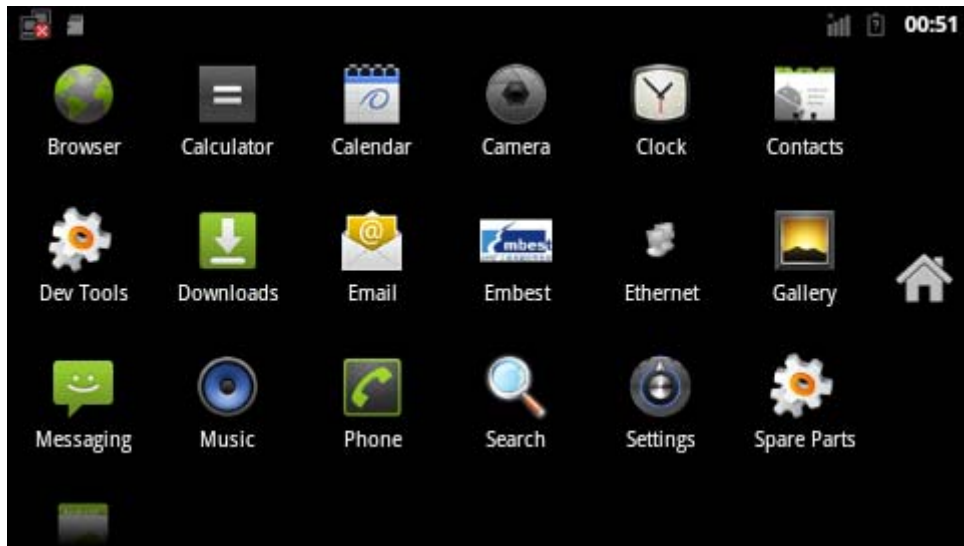 00:51
Browser Calculator Calendar Camera Clock Contacts
@
mbest
Dev Tools Downloads Email Embest Ethernet Gallery
Messaging Music Phone Search Settings Spare Parts